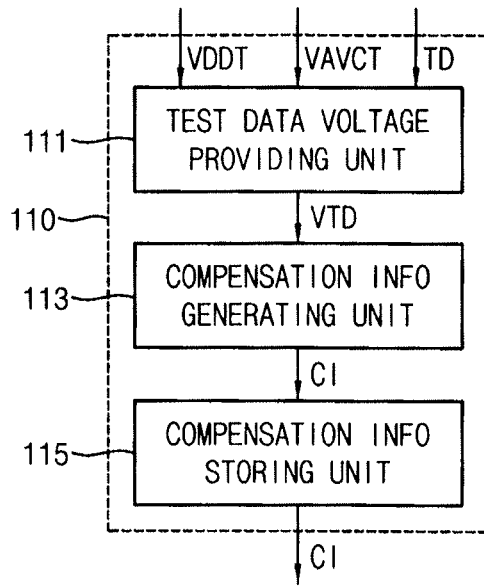 VDDT VAVCT TD
111 TEST DATA VOLTAGE
PROVIDING UNIT
110
VTD
113 COMPENSATION INFO
GENERATING UNIT
CI
115 COMPENSATION INFO
STORING UNIT
CI